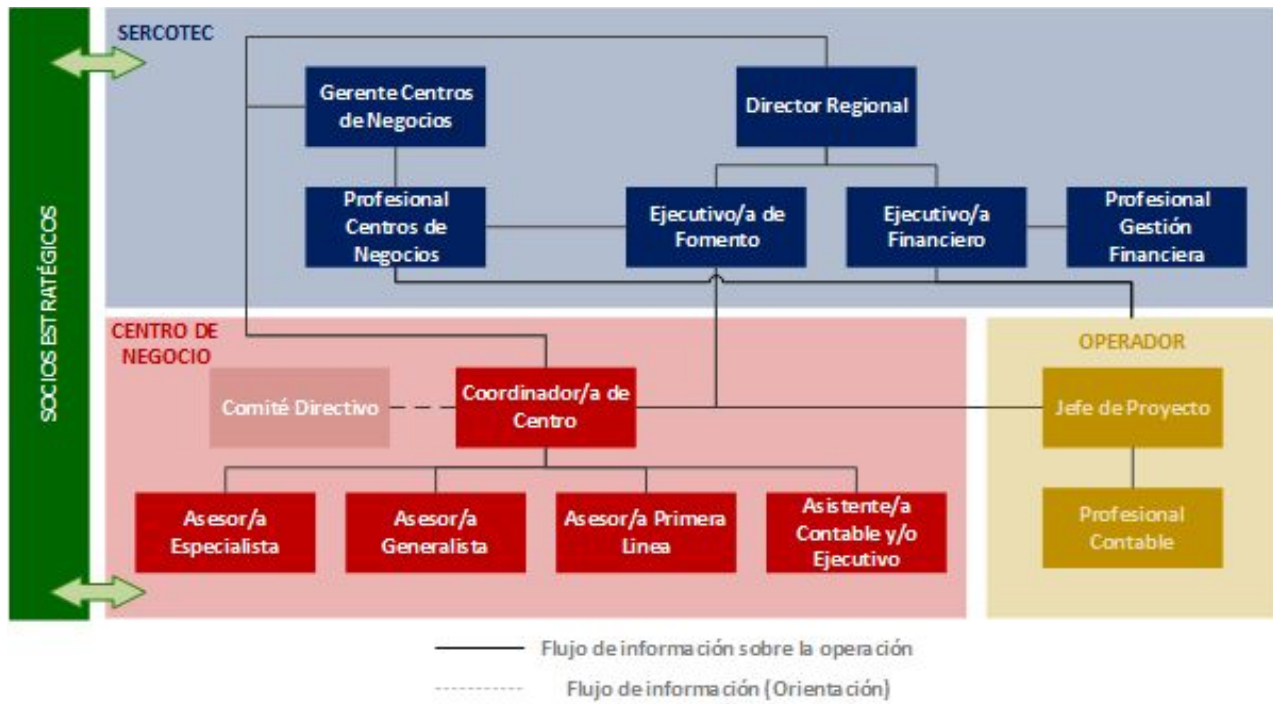 SERCOTEC
Gerente Centros
de Negocios
Director Regional
Profesional
Centros de
Negocios
Ejecutivo/a de
Fomento
Ejecutivo/a
Financiero
Profesional
Gestión
Financiera
SOCIOS ESTRATÉGICOS
CENTRO DE
NEGOCIO
OPERADOR
Comité Directivo
Coordinador/a de
Centro
Jefe de Proyecto
Asesor/a
Especialista
Asesor/a
Generalista
Asesor/a Primera
Linea
Asistente/a
Contable y/o
Ejecutivo
Profesional
Contable
Flujo de información sobre la operación
Flujo de información (Orientación)